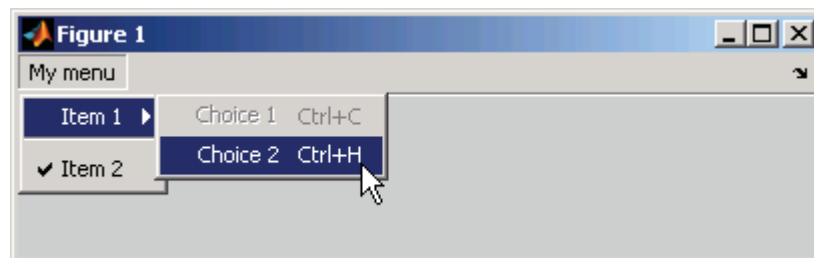 Figure 1
My menu
Item 1 Choice 1 Ctrl+C
Choice 2 Ctrl+H
Item 2